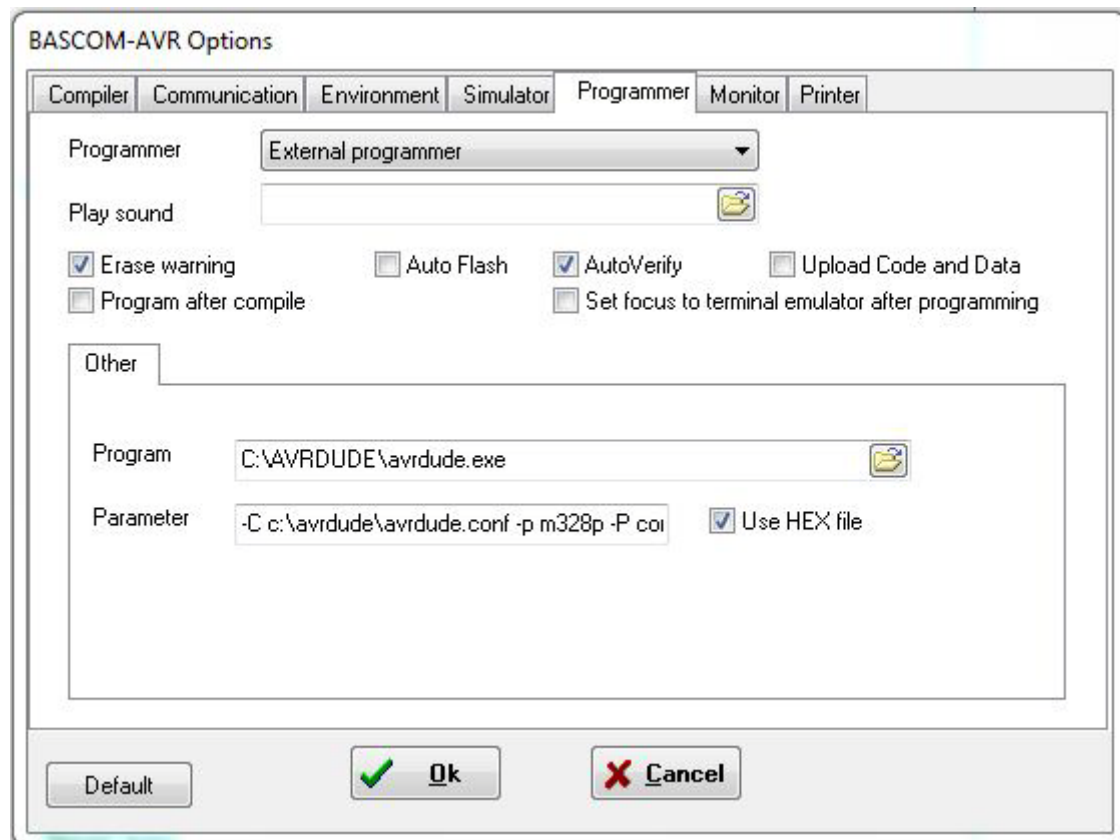 BASCOM-AVR Options
Compiler Communication Environment Simulator Programmer Monitor Printer
Programmer External programmer
Play sound
Erase warning Auto Flash AutoVerify Upload Code and Data
Program after compile Set focus to terminal emulator after programming
Other
Program C:\AVRDUDE\avrdude.exe
Parameter -C c:\avrdude\avrdude.conf -p m328p -P Use HEX file
Default Ok Cancel